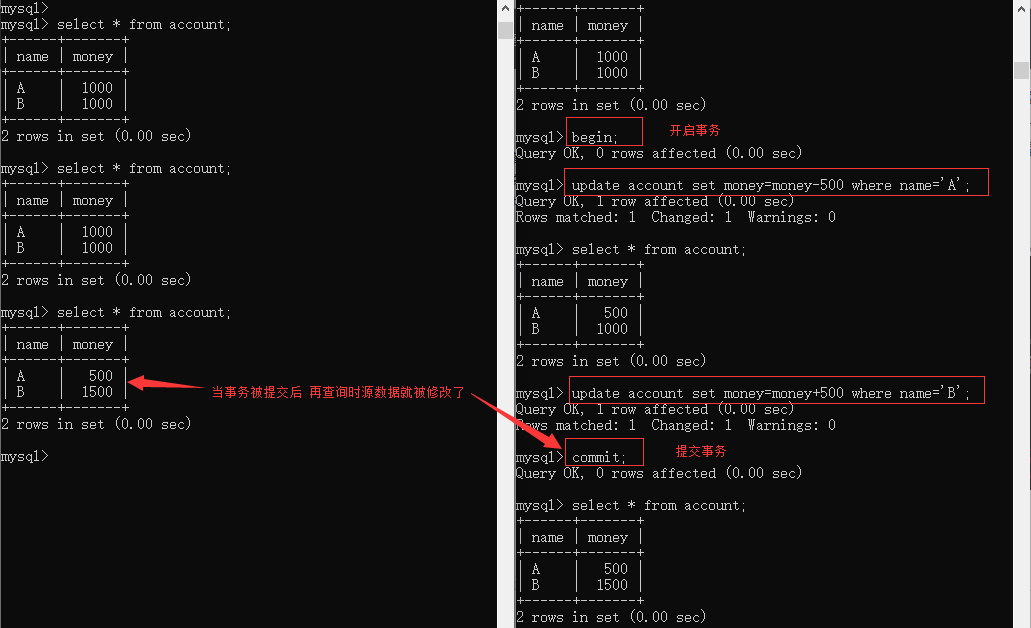 mysql>
mysql> select * from account;
+------+-------+
| name | money |
+------+-------+
| A    |  1000 |
| B    |  1000 |
+------+-------+
2 rows in set (0.00 sec)
mysql> select * from account;
+------+-------+
| name | money |
+------+-------+
| A    |  1000 |
| B    |  1000 |
+------+-------+
2 rows in set (0.00 sec)
mysql> select * from account;
+------+-------+
| name | money |
+------+-------+
| A    |   500 |
| B    |  1500 |
+------+-------+
2 rows in set (0.00 sec)
mysql>
当事务被提交后 再查询时源数据就被修改了
+------+-------+
| name | money |
+------+-------+
| A    |  1000 |
| B    |  1000 |
+------+-------+
2 rows in set (0.00 sec)
mysql> begin; 开启事务
Query OK, 0 rows affected (0.00 sec)
mysql> update account set money=money-500 where name='A';
Query OK, 1 row affected (0.00 sec)
Rows matched: 1  Changed: 1  Warnings: 0
mysql> select * from account;
+------+-------+
| name | money |
+------+-------+
| A    |   500 |
| B    |  1000 |
+------+-------+
2 rows in set (0.00 sec)
mysql> update account set money=money+500 where name='B';
Query OK, 1 row affected (0.00 sec)
Rows matched: 1  Changed: 1  Warnings: 0
mysql> commit; 提交事务
Query OK, 0 rows affected (0.00 sec)
mysql> select * from account;
+------+-------+
| name | money |
+------+-------+
| A    |   500 |
| B    |  1500 |
+------+-------+
2 rows in set (0.00 sec)